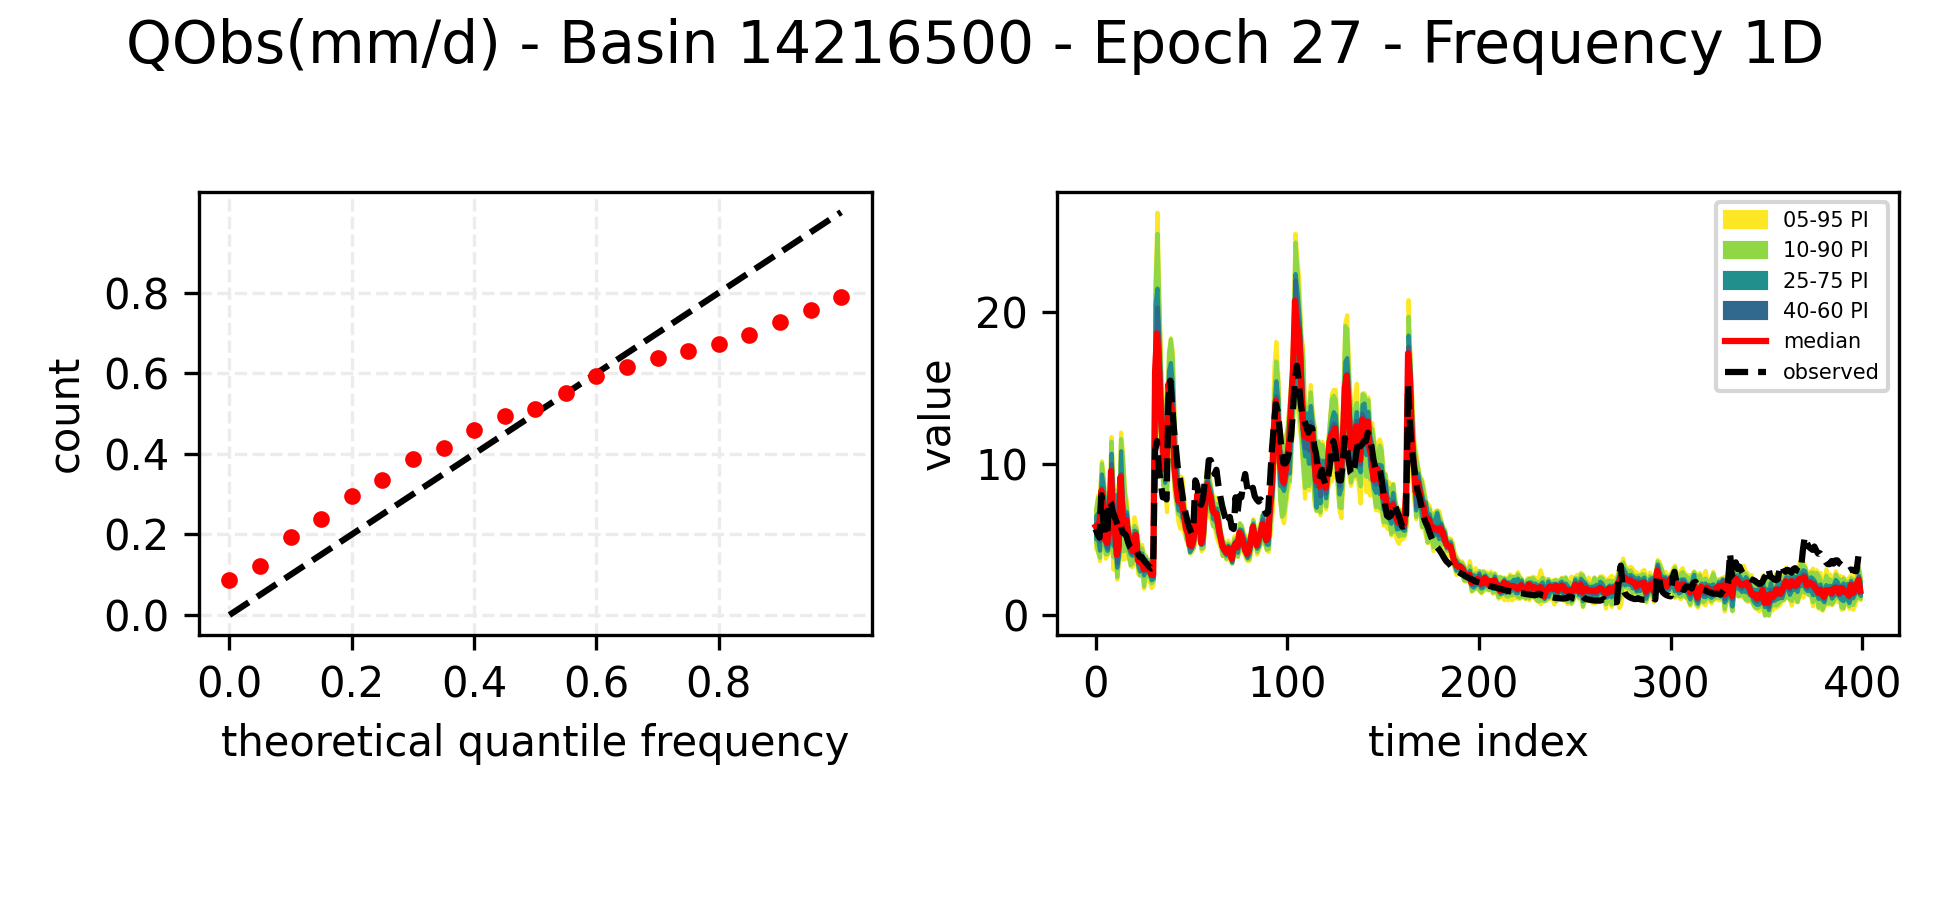 QObs(mm/d) - Basin 14216500 - Epoch 27 - Frequency 1D
0.8
0.6
0.4
0.2
0.0
count
0.0 0.2 0.4 0.6 0.8
theoretical quantile frequency
20
10
0
value
0 100 200 300 400
time index
05-95 PI
10-90 PI
25-75 PI
40-60 PI
median
observed